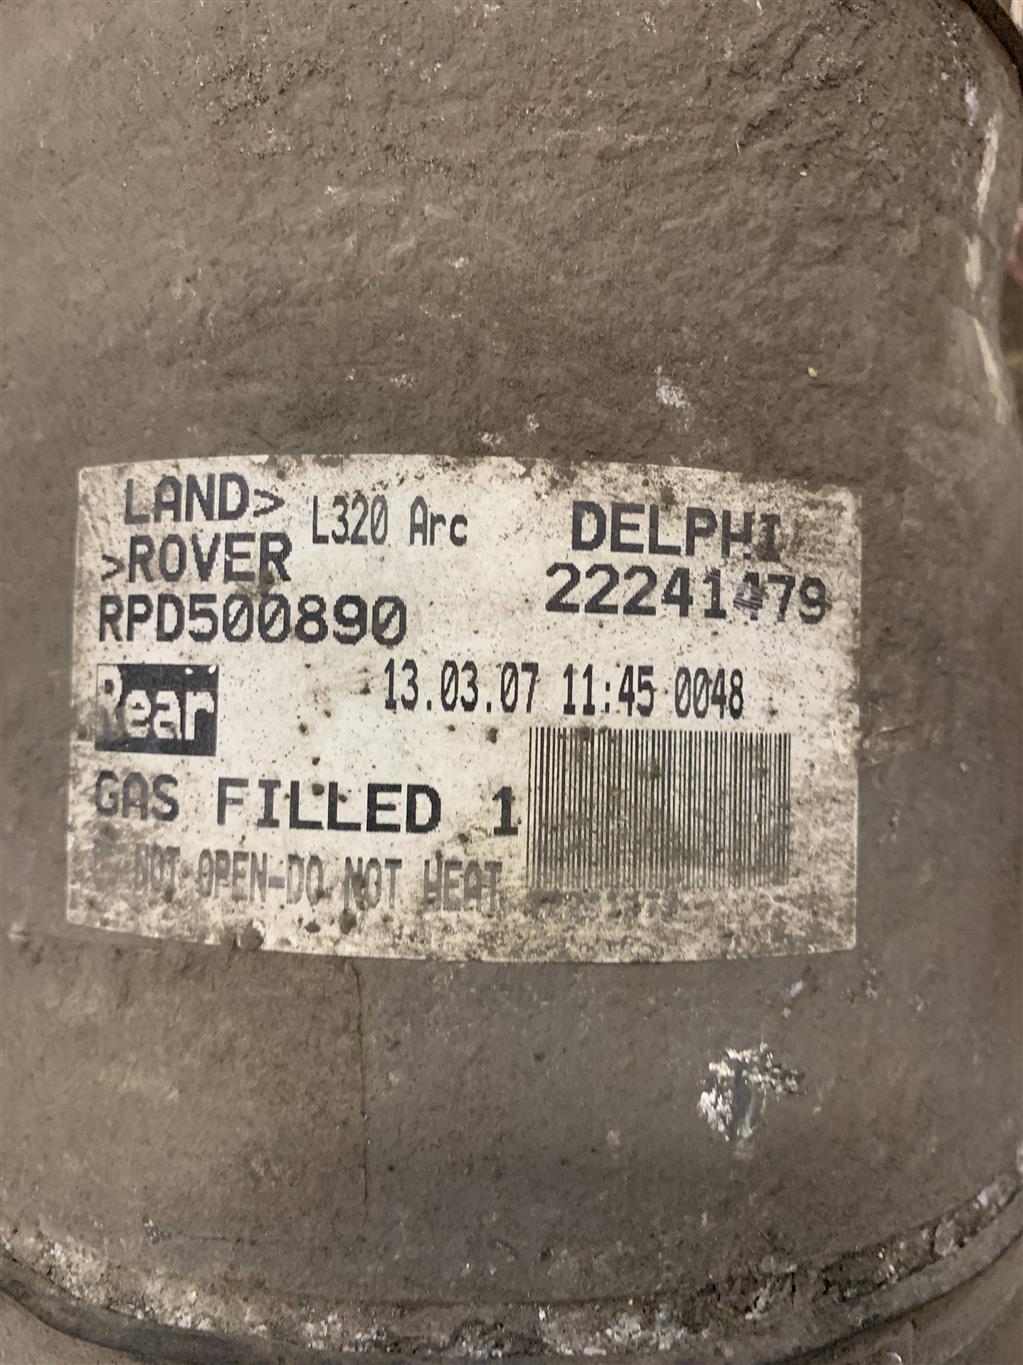 LAND> L320 Arc DELPHI
>ROVER 22241479
RPD500890
Rear 13.03.07 11:45 0048
GAS FILLED 1
NOT OPEN-DO NOT HEAT